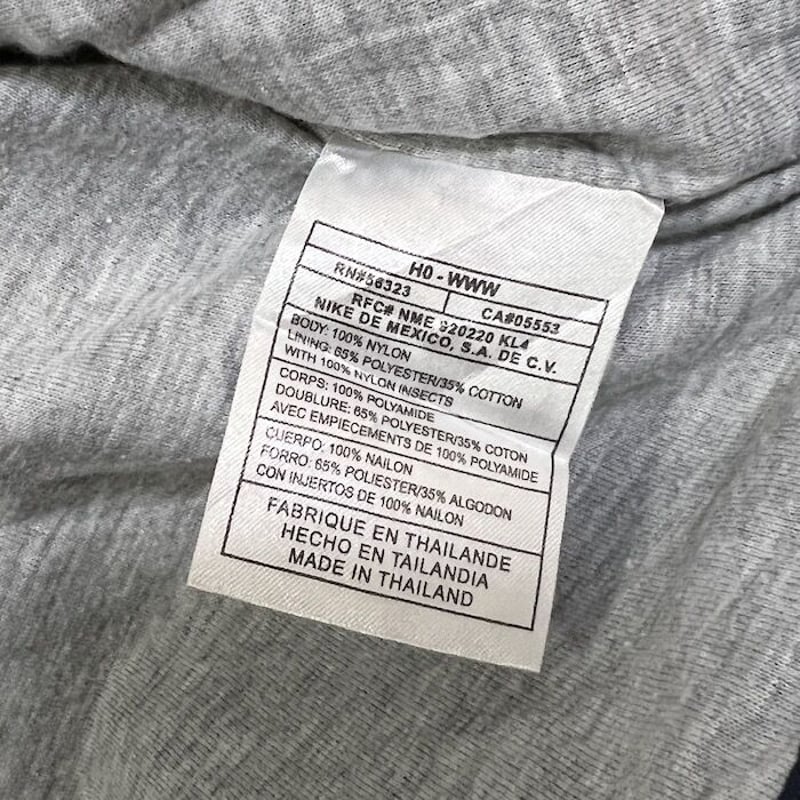 H0 - WWW
RN#56323 CA#05553
RFC# NME 920220 KL4
NIKE DE MEXICO, S.A. DE C.V.
BODY: 100% NYLON
LINING: 65% POLYESTER/35% COTTON
WITH 100% NYLON INSECTS
CORPS: 100% POLYAMIDE
DOUBLURE: 65% POLYESTER/35% COTON
AVEC EMPIECEMENTS DE 100% POLYAMIDE
CUERPO: 100% NAILON
FORRO: 65% POLIESTER/35% ALGODON
CON INJERTOS DE 100% NAILON
FABRIQUE EN THAILANDE
HECHO EN TAILANDIA
MADE IN THAILAND